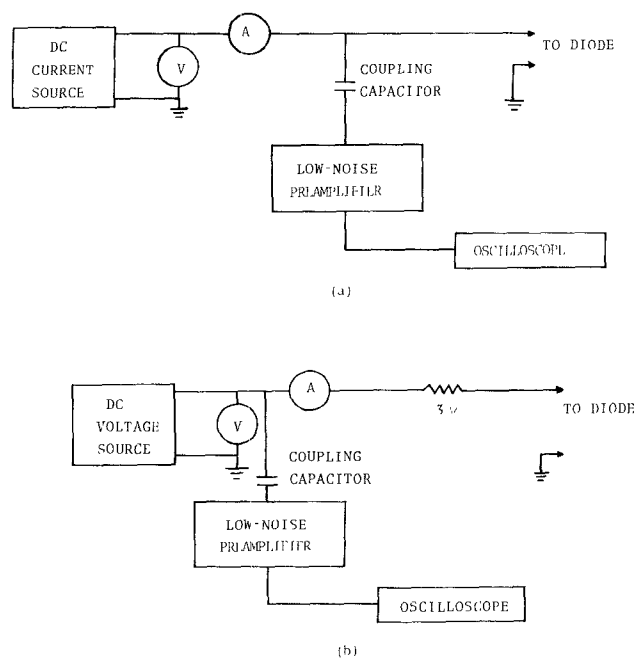 DC
CURRENT
SOURCE
V
A
COUPLING
CAPACITOR
TO DIODE
LOW-NOISE
PREAMPLIFIER
OSCILLOSCOPE
(a)
DC
VOLTAGE
SOURCE
V
A
TO DIODE
COUPLING
CAPACITOR
LOW-NOISE
PREAMPLIFIER
OSCILLOSCOPE
(b)